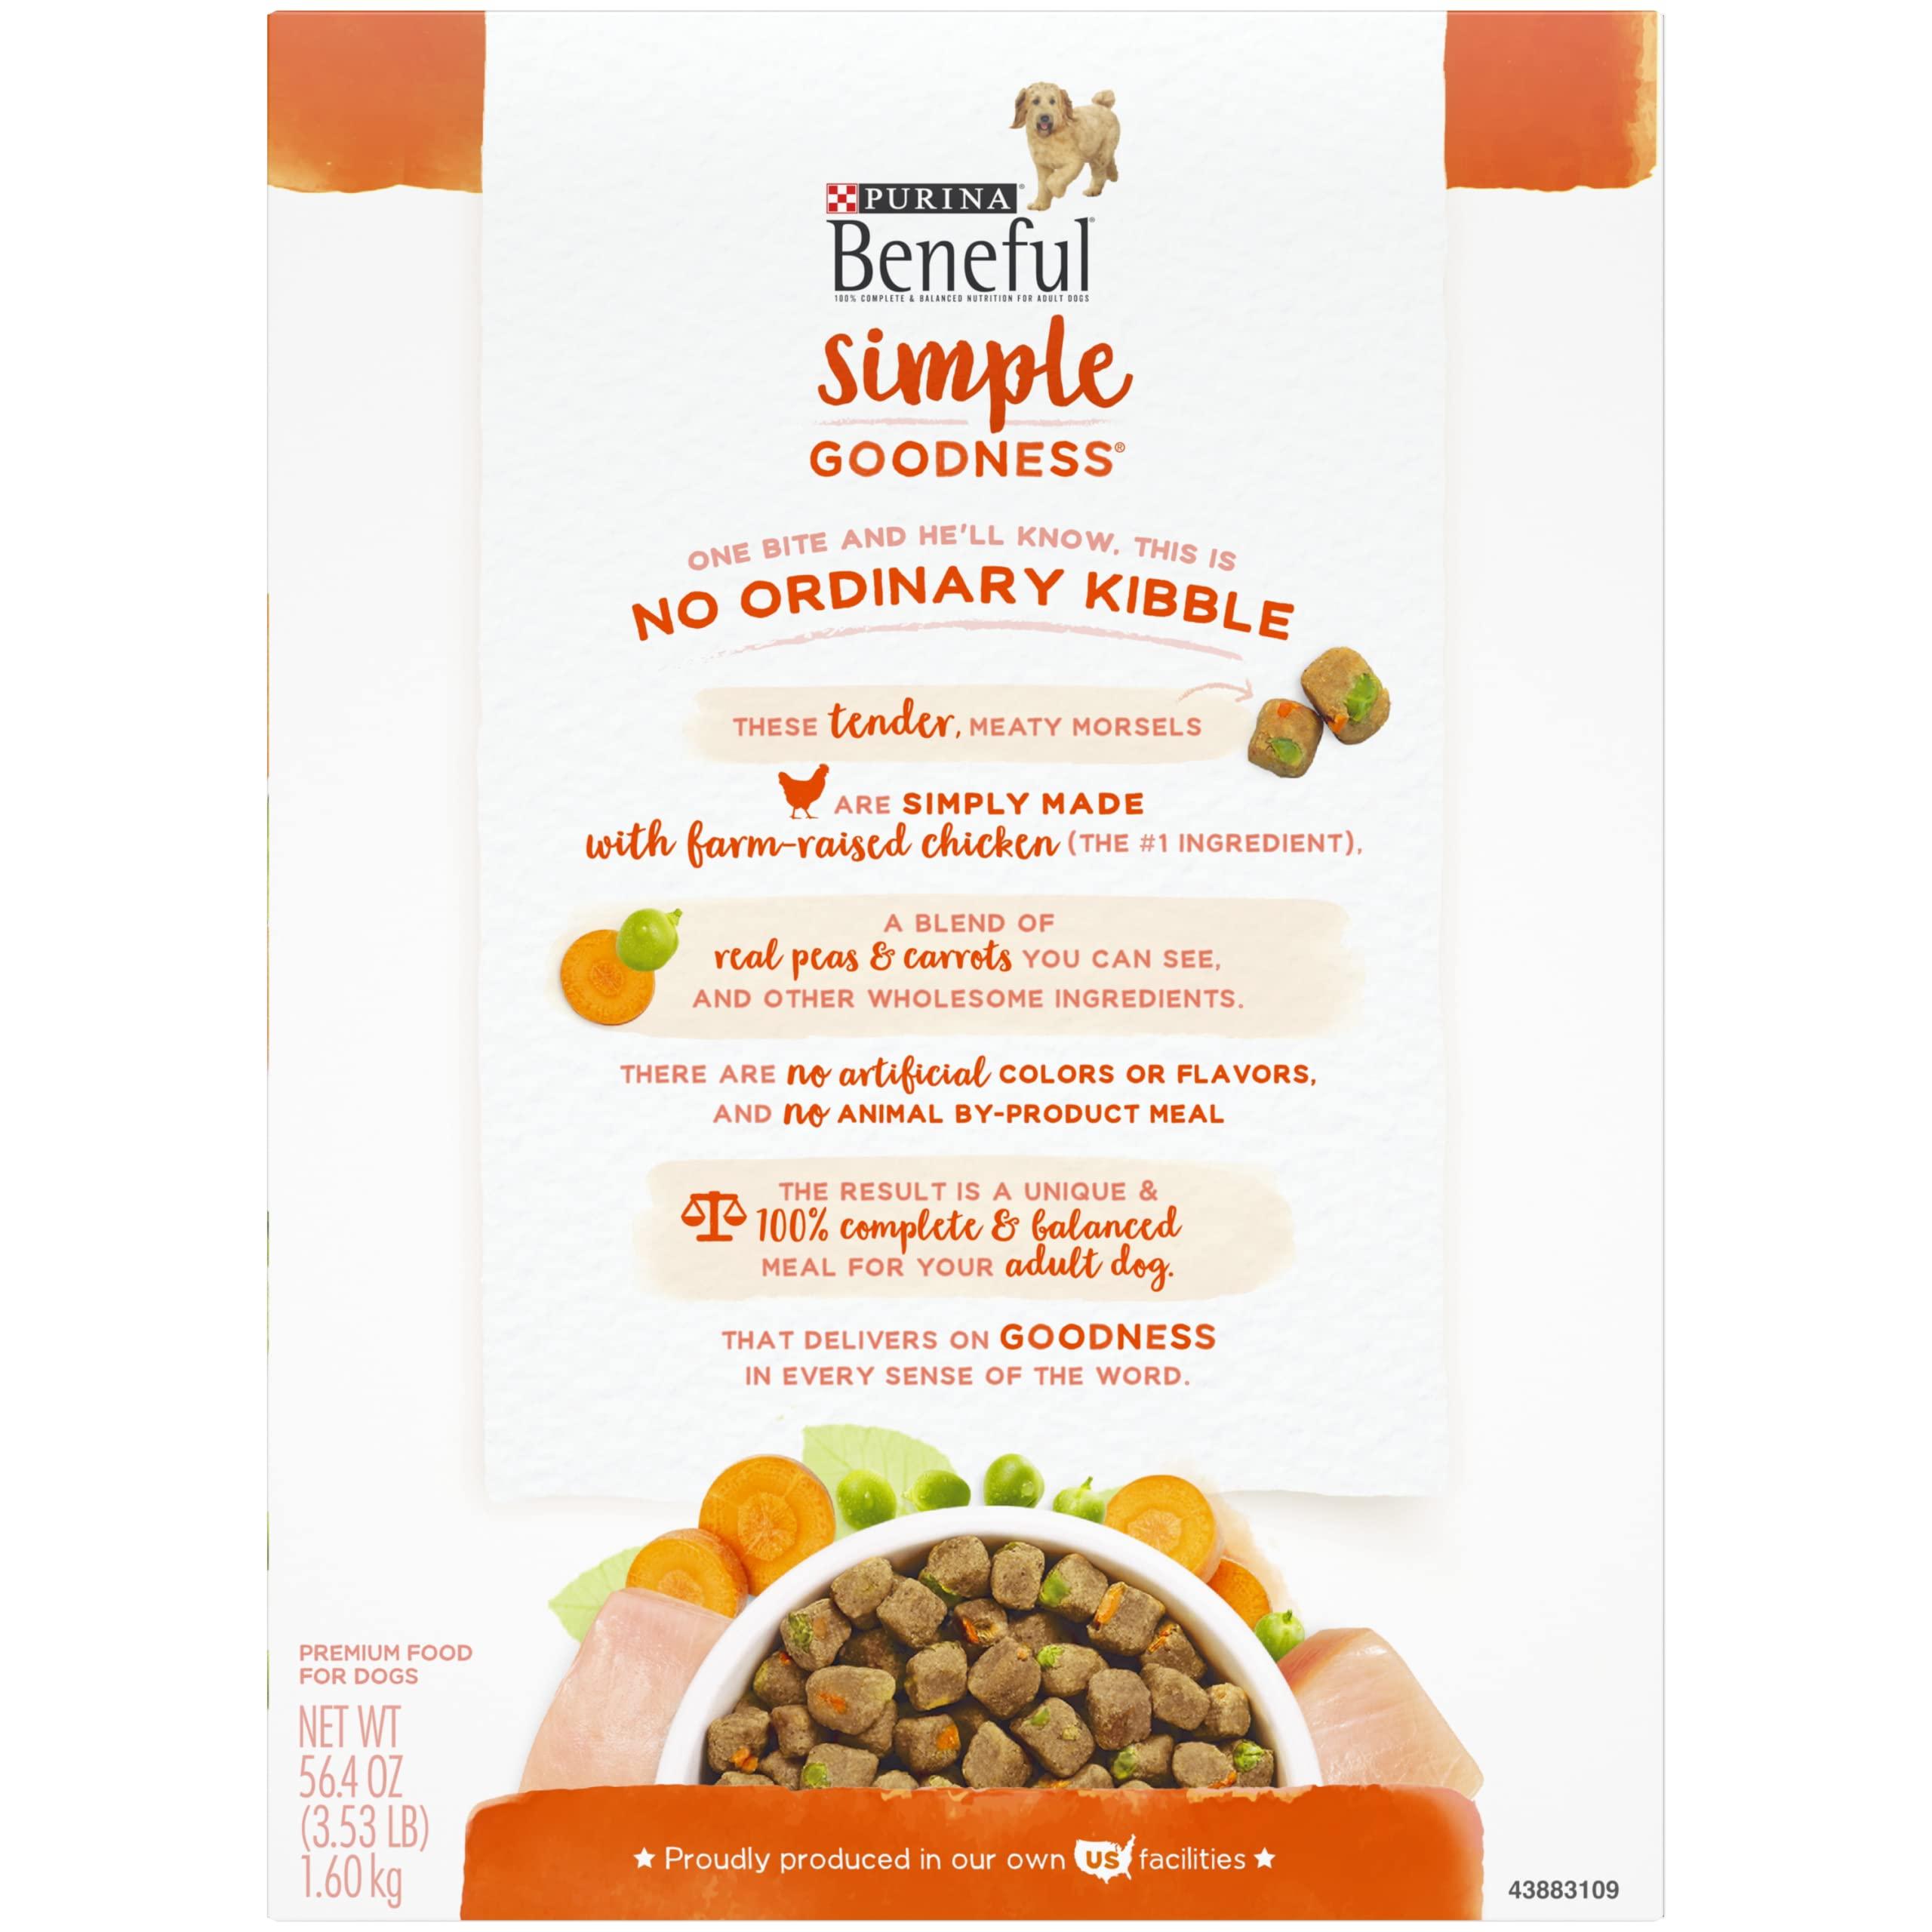 PURINA®
Beneful®
100% COMPLETE & BALANCED NUTRITION FOR ADULT DOGS
simple
GOODNESS®
ONE BITE AND HE'LL KNOW, THIS IS
NO ORDINARY KIBBLE
THESE tender, MEATY MORSELS
ARE SIMPLY MADE
with farm-raised chicken (THE #1 INGREDIENT),
A BLEND OF
real peas & carrots YOU CAN SEE,
AND OTHER WHOLESOME INGREDIENTS.
THERE ARE no artificial COLORS OR FLAVORS,
AND no ANIMAL BY-PRODUCT MEAL
THE RESULT IS A UNIQUE &
100% complete & balanced
MEAL FOR YOUR adult dog.
THAT DELIVERS ON GOODNESS
IN EVERY SENSE OF THE WORD.
PREMIUM FOOD
FOR DOGS
NET WT
56.4 OZ
(3.53 LB)
1.60 kg
Proudly produced in our own US facilities
43883109